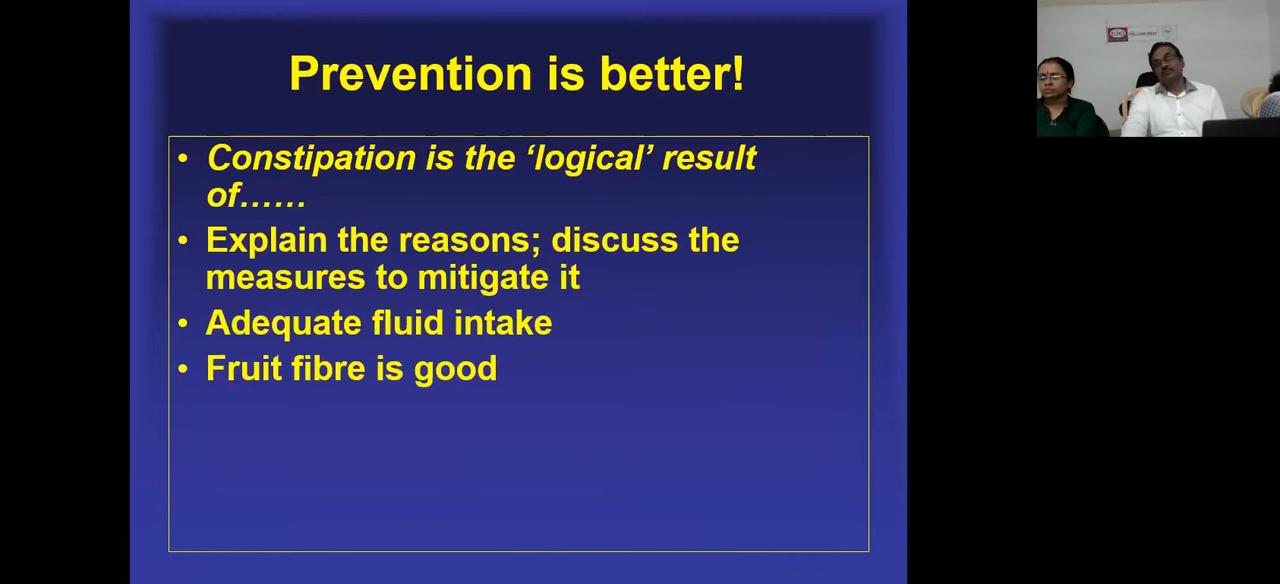 Prevention is better!
• Constipation is the ‘logical’ result
of……
• Explain the reasons; discuss the
measures to mitigate it
• Adequate fluid intake
• Fruit fibre is good